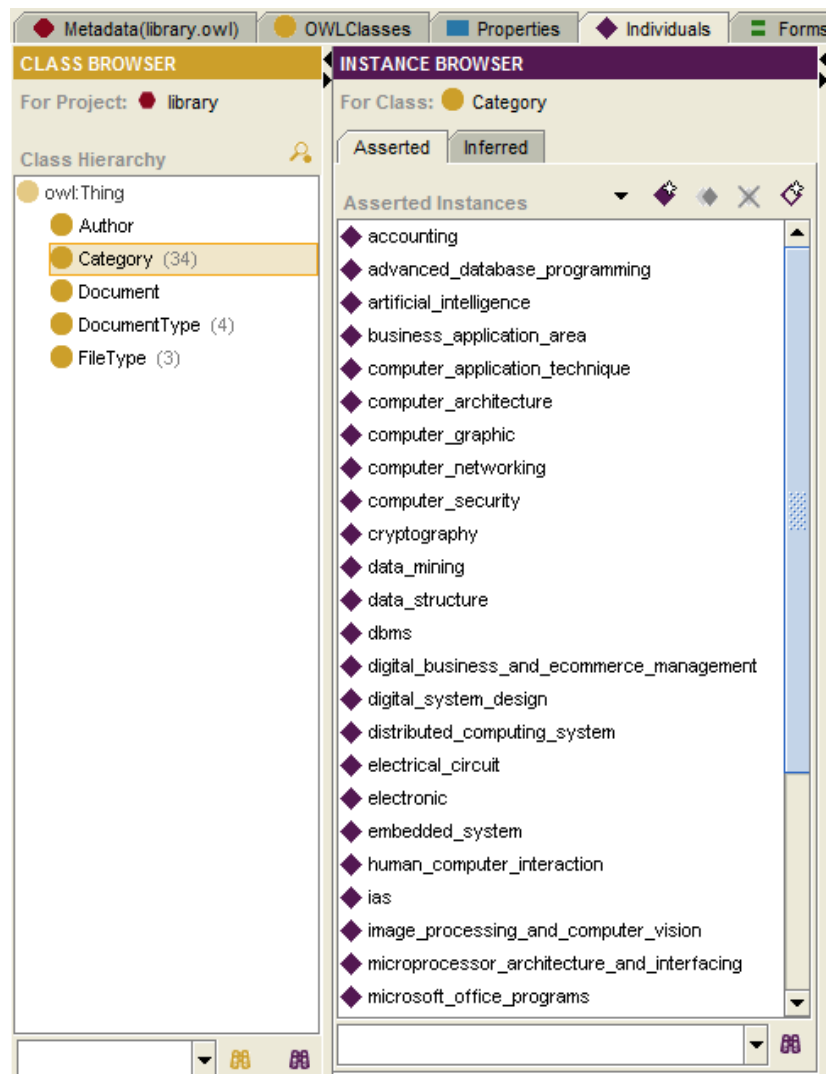 Metadata(library.owl) OWLClasses Properties Individuals Forms
CLASS BROWSER
For Project: library
Class Hierarchy
owl:Thing
Author
Category (34)
Document
DocumentType (4)
FileType (3)
INSTANCE BROWSER
For Class: Category
Asserted Inferred
Asserted Instances
accounting
advanced_database_programming
artificial_intelligence
business_application_area
computer_application_technique
computer_architecture
computer_graphic
computer_networking
computer_security
cryptography
data_mining
data_structure
dbms
digital_business_and_ecommerce_management
digital_system_design
distributed_computing_system
electrical_circuit
electronic
embedded_system
human_computer_interaction
ias
image_processing_and_computer_vision
microprocessor_architecture_and_interfacing
microsoft_office_programs